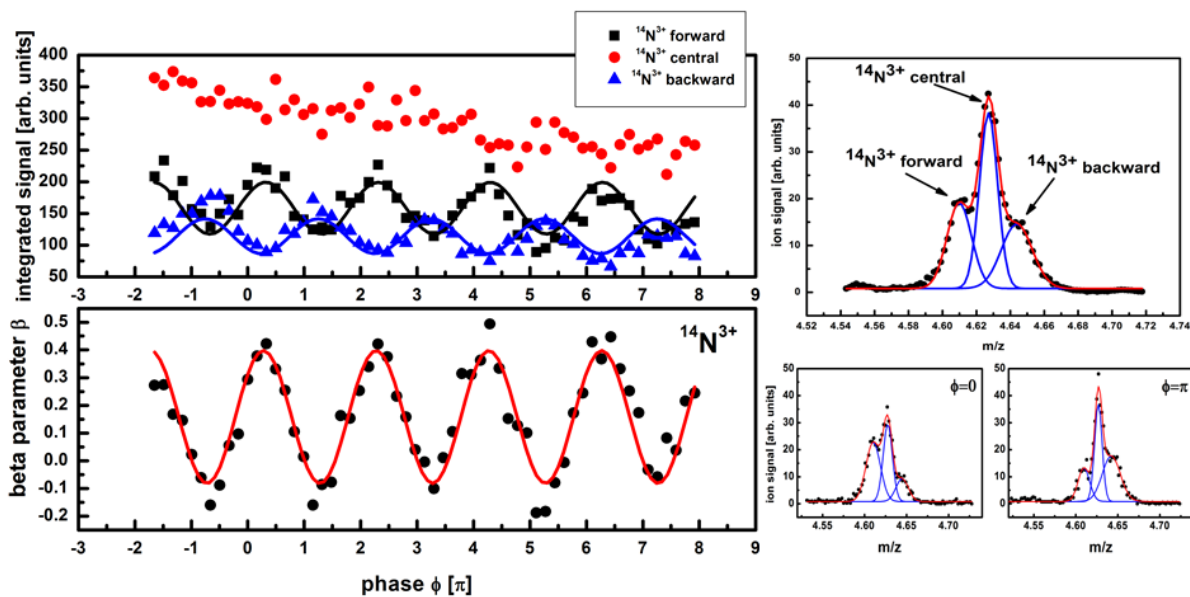 integrated signal [arb. units]
400
350
300
250
200
150
100
50
¹⁴N³⁺ forward
¹⁴N³⁺ central
¹⁴N³⁺ backward
-3 -2 -1 0 1 2 3 4 5 6 7 8 9
beta parameter β
0.5
0.4
0.3
0.2
0.1
0.0
-0.1
-0.2
¹⁴N³⁺
-3 -2 -1 0 1 2 3 4 5 6 7 8 9
phase ϕ [π]
ion signal [arb. units]
50
40
30
20
10
0
¹⁴N³⁺ central
¹⁴N³⁺ forward
¹⁴N³⁺ backward
4.52 4.54 4.56 4.58 4.60 4.62 4.64 4.66 4.68 4.70 4.72 4.74
m/z
ion signal [arb. units]
50
40
30
20
10
0
ϕ=0
4.55 4.60 4.65 4.70
m/z
50
40
30
20
10
0
ϕ=π
4.55 4.60 4.65 4.70
m/z